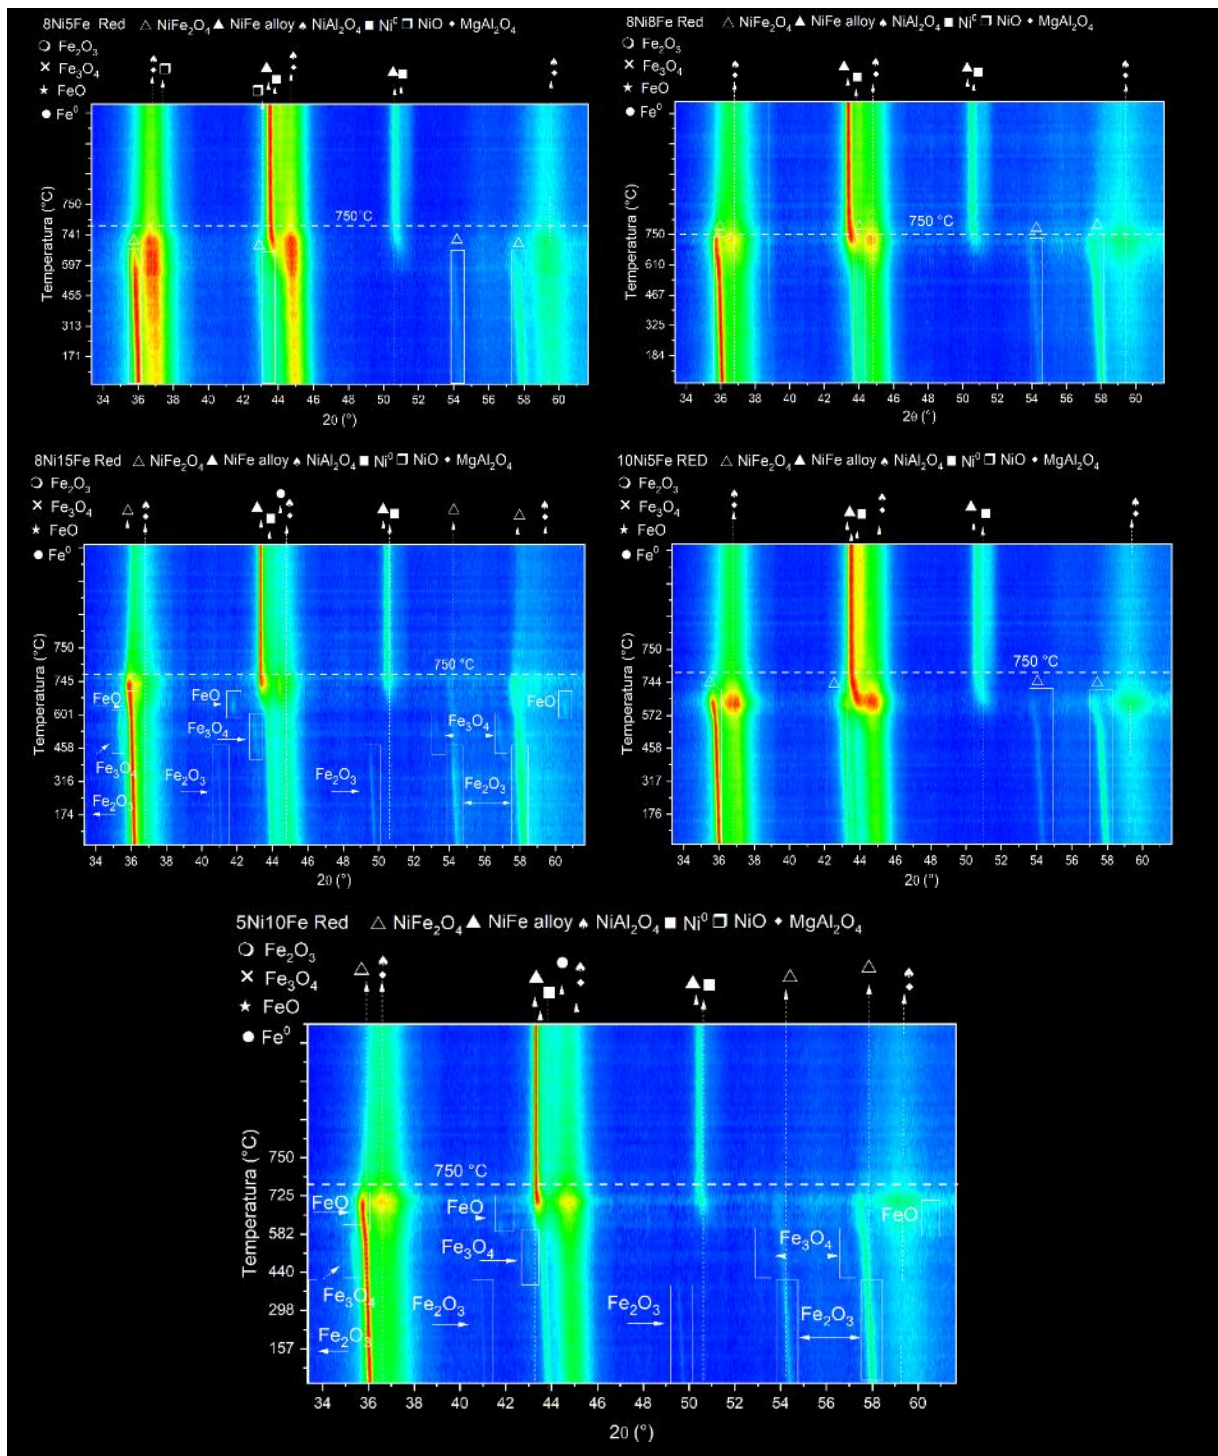 8Ni5Fe Red △ NiFe₂O₄ ▲ NiFe alloy ♠ NiAl₂O₄ ■ Ni⁰ ❒ NiO ♦ MgAl₂O₄
❍ Fe₂O₃
× Fe₃O₄
★ FeO
● Fe⁰
750°C
Temperatura (°C)
750
741
597
455
313
171
34 36 38 40 42 44 46 48 50 52 54 56 58 60
2θ (°)
8Ni8Fe Red △ NiFe₂O₄ ▲ NiFe alloy ♠ NiAl₂O₄ ■ Ni⁰ ❒ NiO ♦ MgAl₂O₄
❍ Fe₂O₃
× Fe₃O₄
★ FeO
● Fe⁰
750 °C
Temperatura (°C)
750
610
467
325
184
34 36 38 40 42 44 46 48 50 52 54 56 58 60
2θ (°)
8Ni15Fe Red △ NiFe₂O₄ ▲ NiFe alloy ♠ NiAl₂O₄ ■ Ni⁰ ❒ NiO ♦ MgAl₂O₄
❍ Fe₂O₃
× Fe₃O₄
★ FeO
● Fe⁰
750 °C
Temperatura (°C)
750
745
601
458
316
174
FeO FeO FeO
Fe₃O₄ Fe₃O₄
Fe₃O₄ Fe₂O₃ Fe₂O₃ Fe₂O₃
Fe₂O₃
34 36 38 40 42 44 46 48 50 52 54 56 58 60
2θ (°)
10Ni5Fe RED △ NiFe₂O₄ ▲ NiFe alloy ♠ NiAl₂O₄ ■ Ni⁰ ❒ NiO ♦ MgAl₂O₄
❍ Fe₂O₃
× Fe₃O₄
★ FeO
● Fe⁰
750 °C
Temperatura (°C)
750
744
572
458
317
176
34 36 38 40 42 44 46 48 50 52 54 56 58 60
2θ (°)
5Ni10Fe Red △ NiFe₂O₄ ▲ NiFe alloy ♠ NiAl₂O₄ ■ Ni⁰ ❒ NiO ♦ MgAl₂O₄
❍ Fe₂O₃
× Fe₃O₄
★ FeO
● Fe⁰
750 °C
Temperatura (°C)
750
725
582
440
298
157
FeO FeO FeO
Fe₃O₄ Fe₃O₄
Fe₃O₄ Fe₂O₃ Fe₂O₃ Fe₂O₃
Fe₂O₃
34 36 38 40 42 44 46 48 50 52 54 56 58 60
2θ (°)